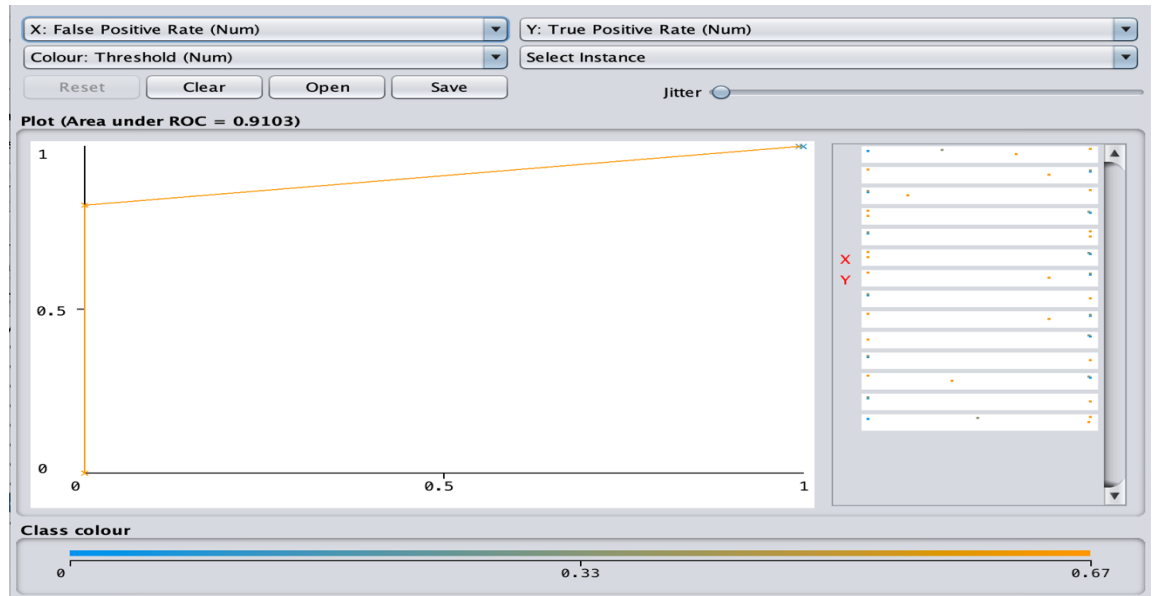 X: False Positive Rate (Num) Y: True Positive Rate (Num)
Colour: Threshold (Num) Select Instance
Reset Clear Open Save Jitter
Plot (Area under ROC = 0.9103)
1
0.5
0
0 0.5 1
X
Y
Class colour
0 0.33 0.67